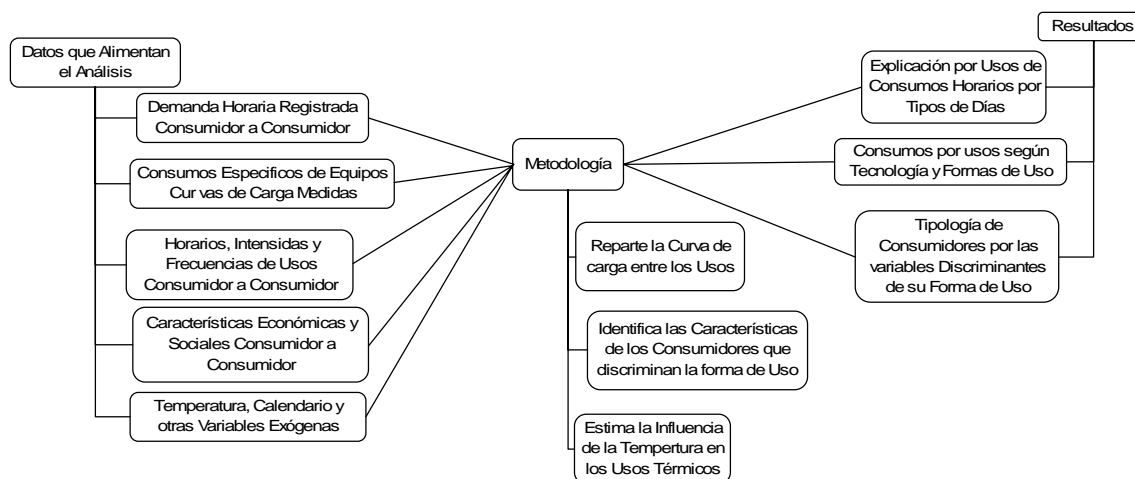 Datos que Alimentan
el Análisis
Demanda Horaria Registrada
Consumidor a Consumidor
Consumos Especificos de Equipos
Cur vas de Carga Medidas
Horarios, Intensidas y
Frecuencias de Usos
Consumidor a Consumidor
Característícas Económicas y
Sociales Consumidor a
Consumidor
Temperatura, Calendario y
otras Variables Exógenas
Metodología
Reparte la Curva de
carga entre los Usos
Identifica las Características
de los Consumidores que
discriminan la forma de Uso
Estima la Influencia
de la Tempertura en
los Usos Térmicos
Resultados
Explicación por Usos de
Consumos Horarios por
Tipos de Días
Consumos por usos según
Tecnología y Formas de Uso
Tipología de
Consumidores por las
variables Discriminantes
de su Forma de Uso